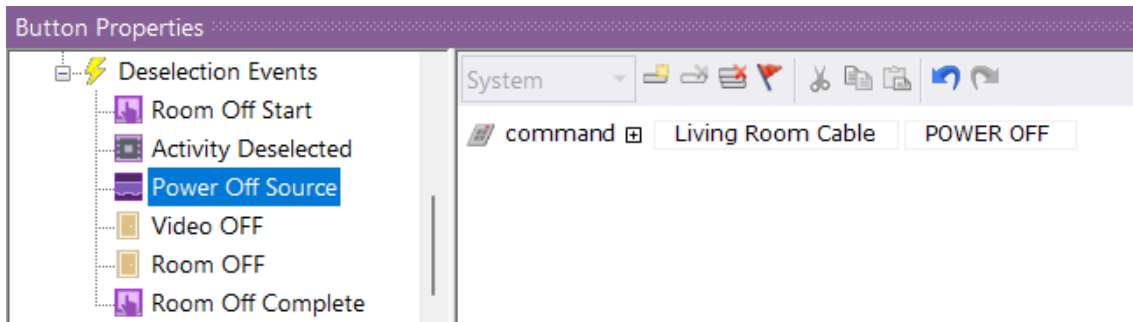 Button Properties
Deselection Events
Room Off Start
Activity Deselected
Power Off Source
Video OFF
Room OFF
Room Off Complete
System
command Living Room Cable POWER OFF